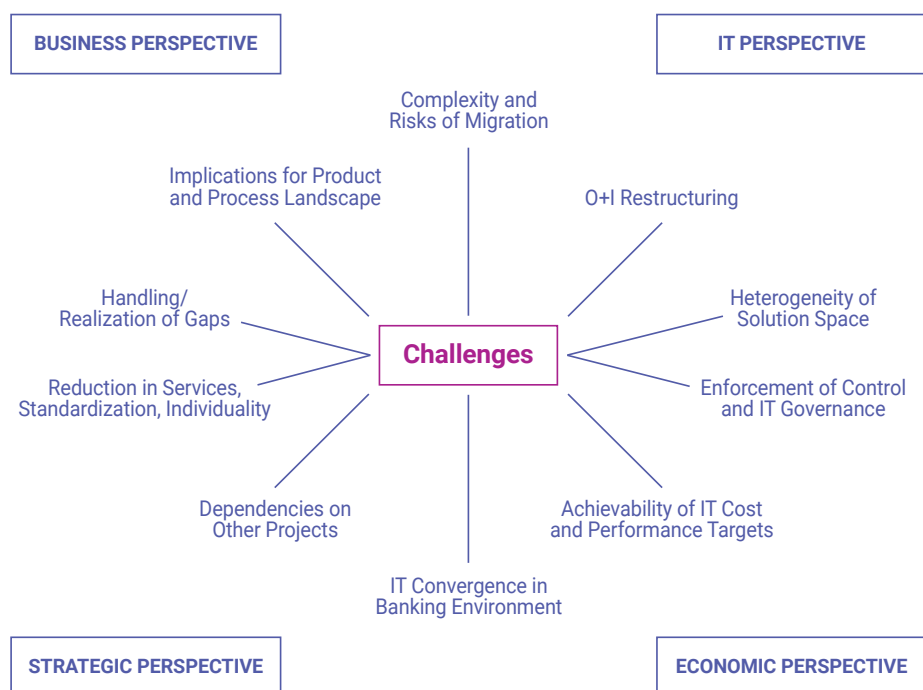 BUSINESS PERSPECTIVE
IT PERSPECTIVE
Complexity and
Risks of Migration
Implications for Product
and Process Landscape
O+I Restructuring
Handling/
Realization of Gaps
Heterogeneity of
Solution Space
Challenges
Reduction in Services,
Standardization, Individuality
Enforcement of Control
and IT Governance
Dependencies on
Other Projects
Achievability of IT Cost
and Performance Targets
IT Convergence in
Banking Environment
STRATEGIC PERSPECTIVE
ECONOMIC PERSPECTIVE